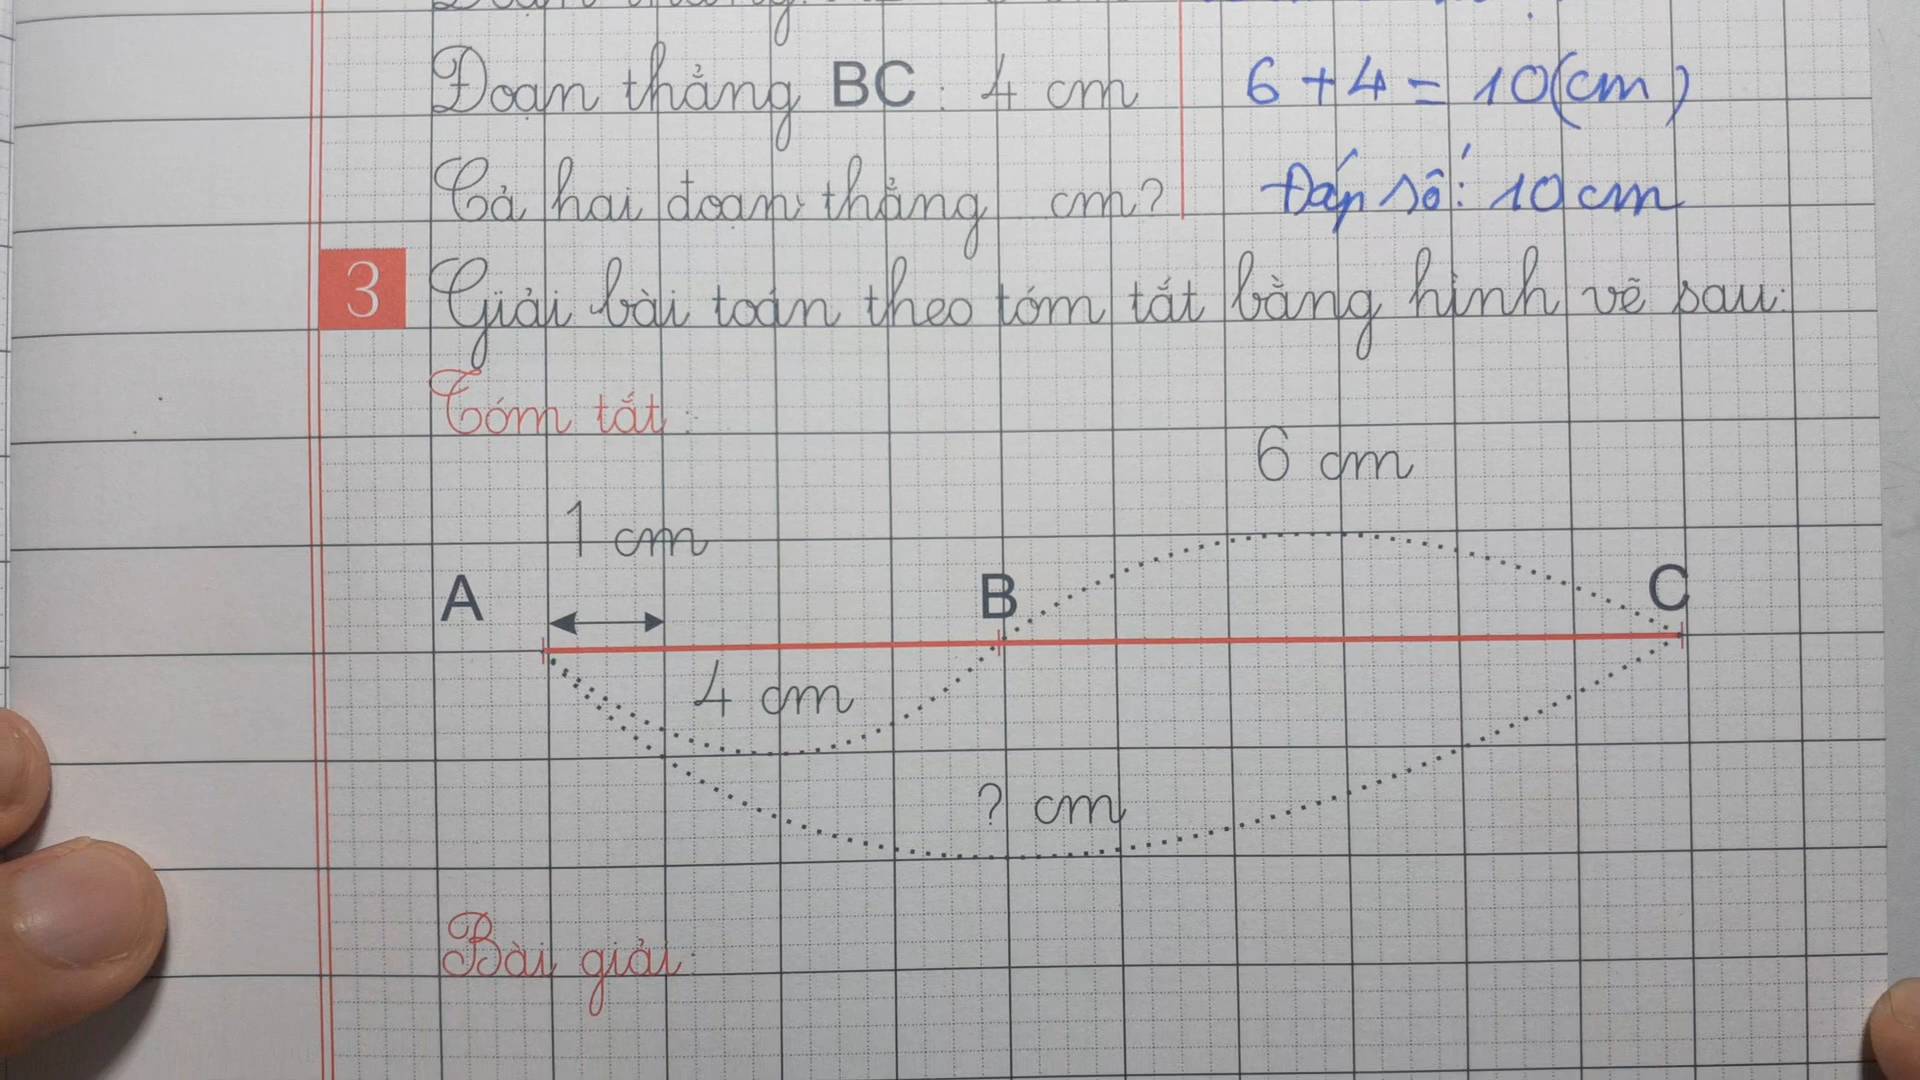 Đoạn thẳng BC: 4 cm
6 + 4 = 10 (cm)
Cả hai đoạn thẳng cm?
Đáp số: 10 cm
3 Giải bài toán theo tóm tắt bằng hình vẽ sau:
Tóm tắt:
6 cm
1 cm
A B C
4 cm
? cm
Bài giải: